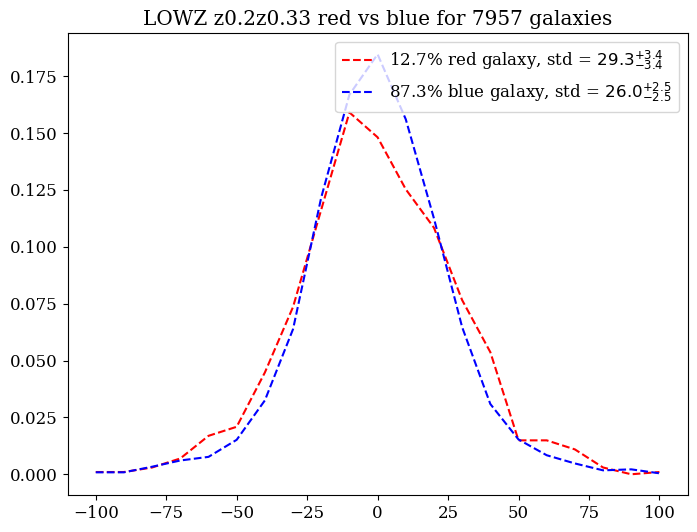 LOWZ z0.2z0.33 red vs blue for 7957 galaxies
12.7% red galaxy, std = 29.3^{+3.4}_{-3.4}
87.3% blue galaxy, std = 26.0^{+2.5}_{-2.5}
0.175
0.150
0.125
0.100
0.075
0.050
0.025
0.000
−100 −75 −50 −25 0 25 50 75 100